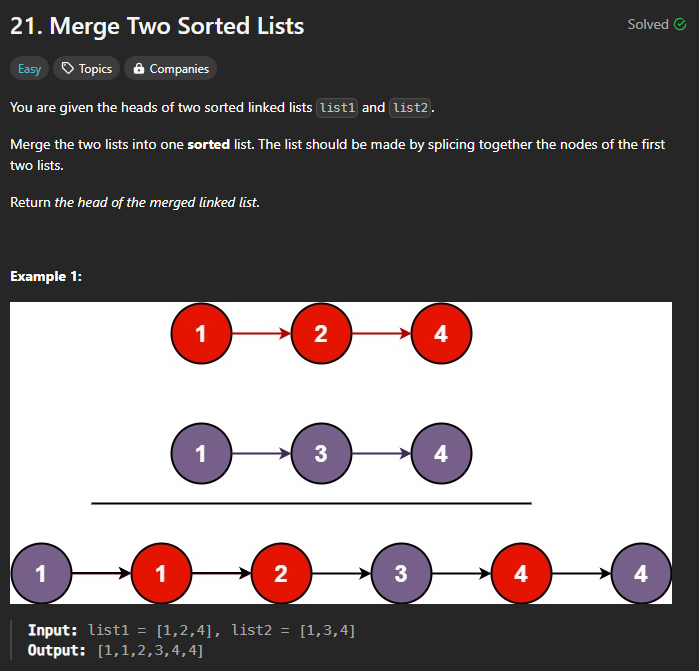 21. Merge Two Sorted Lists
Solved
Easy Topics Companies
You are given the heads of two sorted linked lists list1 and list2.
Merge the two lists into one sorted list. The list should be made by splicing together the nodes of the first
two lists.
Return the head of the merged linked list.
Example 1:
1 2 4
1 3 4
1 1 2 3 4 4
Input: list1 = [1,2,4], list2 = [1,3,4]
Output: [1,1,2,3,4,4]